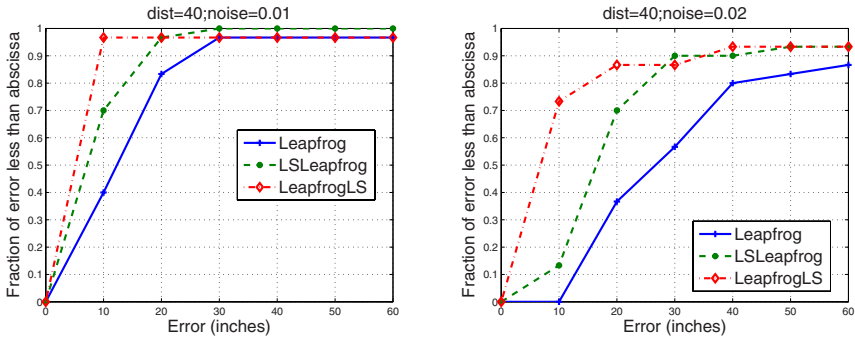 dist=40;noise=0.01
Fraction of error less than abscissa
1
0.9
0.8
0.7
0.6
0.5
0.4
0.3
0.2
0.1
0
0 10 20 30 40 50 60
Error (inches)
Leapfrog
LSLeapfrog
LeapfrogLS
dist=40;noise=0.02
Fraction of error less than abscissa
1
0.9
0.8
0.7
0.6
0.5
0.4
0.3
0.2
0.1
0
0 10 20 30 40 50 60
Error (inches)
Leapfrog
LSLeapfrog
LeapfrogLS